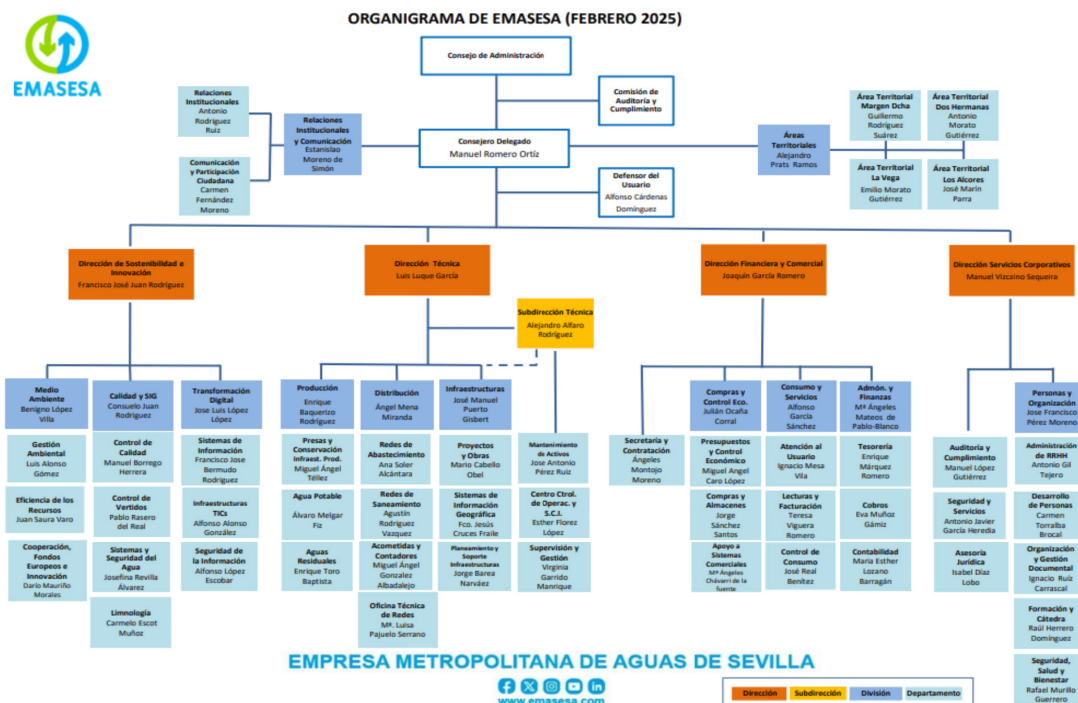 ORGANIGRAMA DE EMASESA (FEBRERO 2025)
EMASESA
Consejo de Administración
Comisión de
Auditoría y
Cumplimiento
Relaciones
Institucionales
Antonio
Rodriguez
Ruiz
Comunicación
y Participación
Ciudadana
Carmen
Fernández
Moreno
Relaciones
Institucionales
y Comunicación
Estanislao
Moreno de
Simón
Consejero Delegado
Manuel Romero Ortíz
Áreas
Territoriales
Alejandro
Prats Ramos
Área Territorial
Margen Dcha
Guillermo
Rodríguez
Suárez
Área Territorial
Dos Hermanas
Antonio
Morato
Gutiérrez
Área Territorial
La Vega
Emilio Morato
Gutiérrez
Área Territorial
Los Alcores
José Marín
Parra
Defensor del
Usuario
Alfonso Cárdenas
Domínguez
Dirección de Sostenibilidad e
Innovación
Francisco José Juan Rodríguez
Dirección Técnica
Luis Luque García
Dirección Financiera y Comercial
Joaquín García Romero
Dirección Servicios Corporativos
Manuel Vizcaino Sequeira
Subdirección Técnica
Alejandro Alfaro
Rodríguez
Medio
Ambiente
Benigno López
Villa
Gestión
Ambiental
Luis Alonso
Gómez
Eficiencia de los
Recursos
Juan Saura Varo
Cooperación,
Fondos
Europeos e
Innovación
Darío Mauriño
Morales
Calidad y SIG
Consuelo Juan
Rodriguez
Control de
Calidad
Manuel Borrego
Herrera
Control de
Vertidos
Pablo Rasero
del Real
Sistemas y
Seguridad del
Agua
Josefina Revilla
Álvarez
Limnología
Carmelo Escot
Muñoz
Transformación
Digital
Jose Luis López
López
Sistemas de
Información
Francisco Jose
Bermudo
Rodriguez
Infraestructuras
TICs
Alfonso Alonso
González
Seguridad de
la Información
Alfonso López
Escobar
Producción
Enrique
Baquerizo
Rodríguez
Presas y
Conservación
Infraest. Prod.
Miguel Ángel
Téllez
Agua Potable
Álvaro Melgar
Fiz
Aguas
Residuales
Enrique Toro
Baptista
Distribución
Ángel Mena
Miranda
Redes de
Abastecimiento
Ana Soler
Alcántara
Redes de
Saneamiento
Agustín
Rodriguez
Vazquez
Acometidas y
Contadores
Miguel Ángel
Gonzalez
Albadalejo
Oficina Técnica
de Redes
Mª. Luisa
Pajuelo Serrano
Infraestructuras
José Manuel
Puerto
Gisbert
Proyectos
y Obras
Mario Cabello
Obel
Sistemas de
Información
Geográfica
Fco. Jesús
Cruces Fraile
Planeamiento y
Soporte
Infraestructuras
Jorge Barea
Narváez
Mantenimiento
de Activos
Jose Antonio
Pérez Ruiz
Centro Ctrol.
de Operac. y
S.C.I.
Esther Florez
López
Supervisión y
Gestión
Virginia
Garrido
Manrique
Secretaría y
Contratación
Ángeles
Montojo
Moreno
Compras y
Control Eco.
Julián Ocaña
Corral
Presupuestos
y Control
Económico
Miguel Angel
Caro López
Compras y
Almacenes
Jorge
Sánchez
Santos
Apoyo a
Sistemas
Comerciales
Mª Ángeles
Chávarri de la
fuente
Consumo y
Servicios
Alfonso
García
Sánchez
Atención al
Usuario
Ignacio Mesa
Vila
Lecturas y
Facturación
Teresa
Viguera
Romero
Control de
Consumo
José Real
Benítez
Admón. y
Finanzas
Mª Ángeles
Mateos de
Pablo-Blanco
Tesorería
Enrique
Márquez
Romero
Cobros
Eva Muñoz
Gámiz
Contabilidad
Maria Esther
Lozano
Barragán
Auditoría y
Cumplimiento
Manuel López
Gutiérrez
Seguridad y
Servicios
Antonio Javier
García Heredia
Asesoría
Jurídica
Isabel Díaz
Lobo
Personas y
Organización
Jose Francisco
Pérez Moreno
Administración
de RRHH
Antonio Gil
Tejero
Desarrollo
de Personas
Carmen
Torralba
Brocal
Organización
y Gestión
Documental
Ignacio Ruíz
Carrascal
Formación y
Cátedra
Raúl Herrero
Domínguez
Seguridad,
Salud y
Bienestar
Rafael Murillo
Guerrero
EMPRESA METROPOLITANA DE AGUAS DE SEVILLA
www.emasesa.com
Dirección Subdirección División Departamento